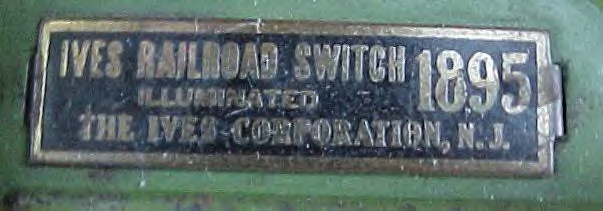 IVES RAILROAD SWITCH 1895
ILLUMINATED
THE IVES CORPORATION, N. J.